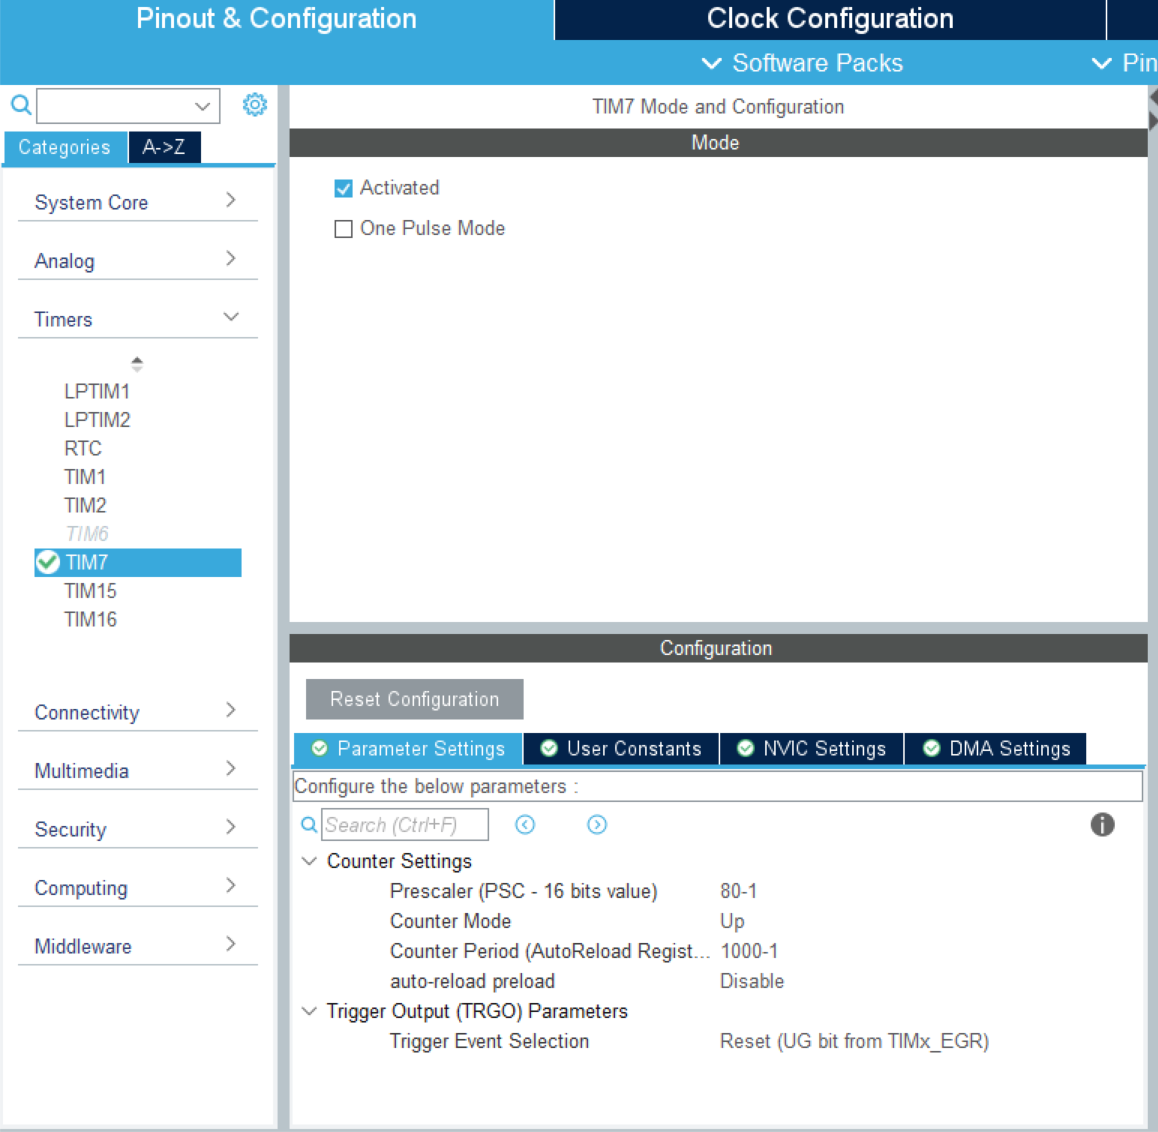 Pinout & Configuration
Clock Configuration
Software Packs
Pin
Categories
A->Z
System Core
Analog
Timers
LPTIM1
LPTIM2
RTC
TIM1
TIM2
TIM6
TIM7
TIM15
TIM16
Connectivity
Multimedia
Security
Computing
Middleware
TIM7 Mode and Configuration
Mode
Activated
One Pulse Mode
Configuration
Reset Configuration
Parameter Settings
User Constants
NVIC Settings
DMA Settings
Configure the below parameters :
Search (Ctrl+F)
Counter Settings
Prescaler (PSC - 16 bits value) 80-1
Counter Mode Up
Counter Period (AutoReload Regist... 1000-1
auto-reload preload Disable
Trigger Output (TRGO) Parameters
Trigger Event Selection Reset (UG bit from TIMx_EGR)